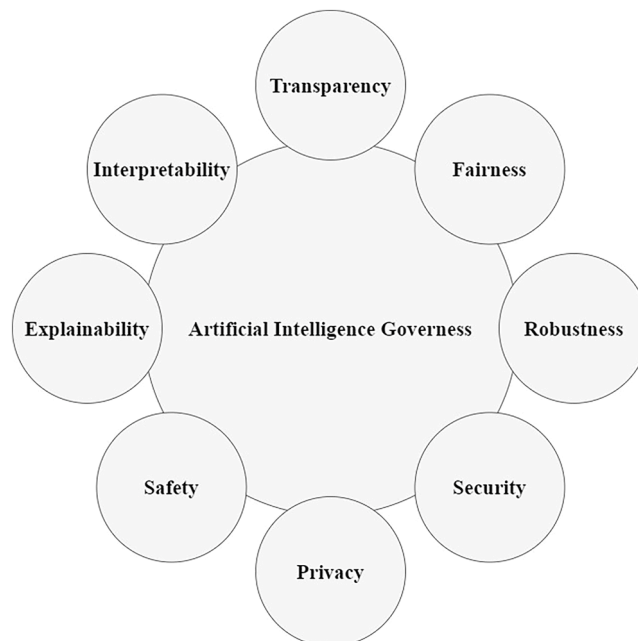 Transparency
Interpretability
Fairness
Explainability
Artificial Intelligence Governess
Robustness
Safety
Security
Privacy